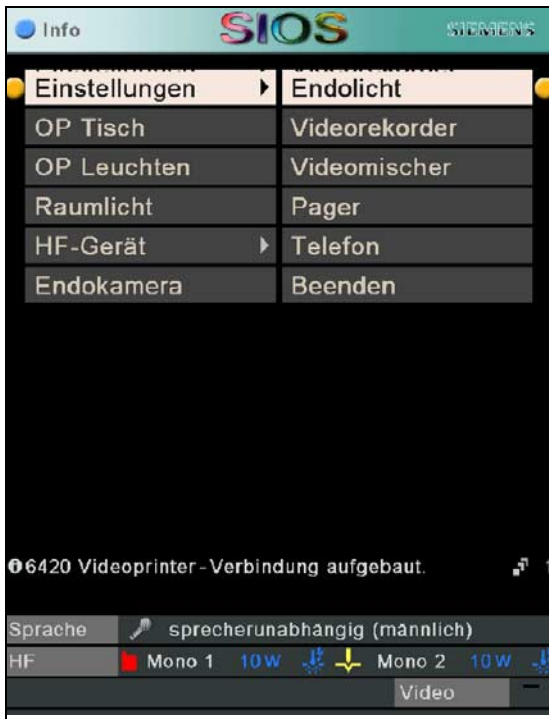 Info SIOS SIEMENS
Einstellungen Endolicht
OP Tisch Videorekorder
OP Leuchten Videomischer
Raumlicht Pager
HF-Gerät Telefon
Endokamera Beenden
6420 Videoprinter-Verbindung aufgebaut. 1
Sprache sprecherunabhängig (männlich)
HF Mono 1 10W Mono 2 10W
Video